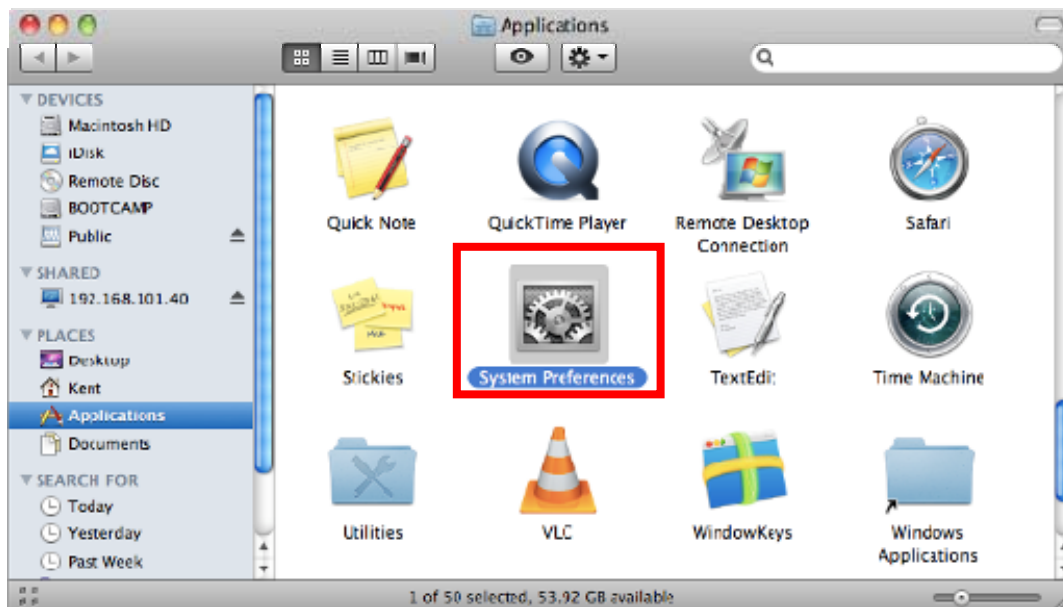 Applications
DEVICES
Macintosh HD
iDisk
Remote Disc
BOOTCAMP
Public
SHARED
192.168.101.40
PLACES
Desktop
Kent
Applications
Documents
SEARCH FOR
Today
Yesterday
Past Week
Quick Note
QuickTime Player
Remote Desktop
Connection
Safari
Stickies
System Preferences
TextEdit
Time Machine
Utilities
VLC
WindowKeys
Windows
Applications
1 of 50 selected, 53.92 GB available